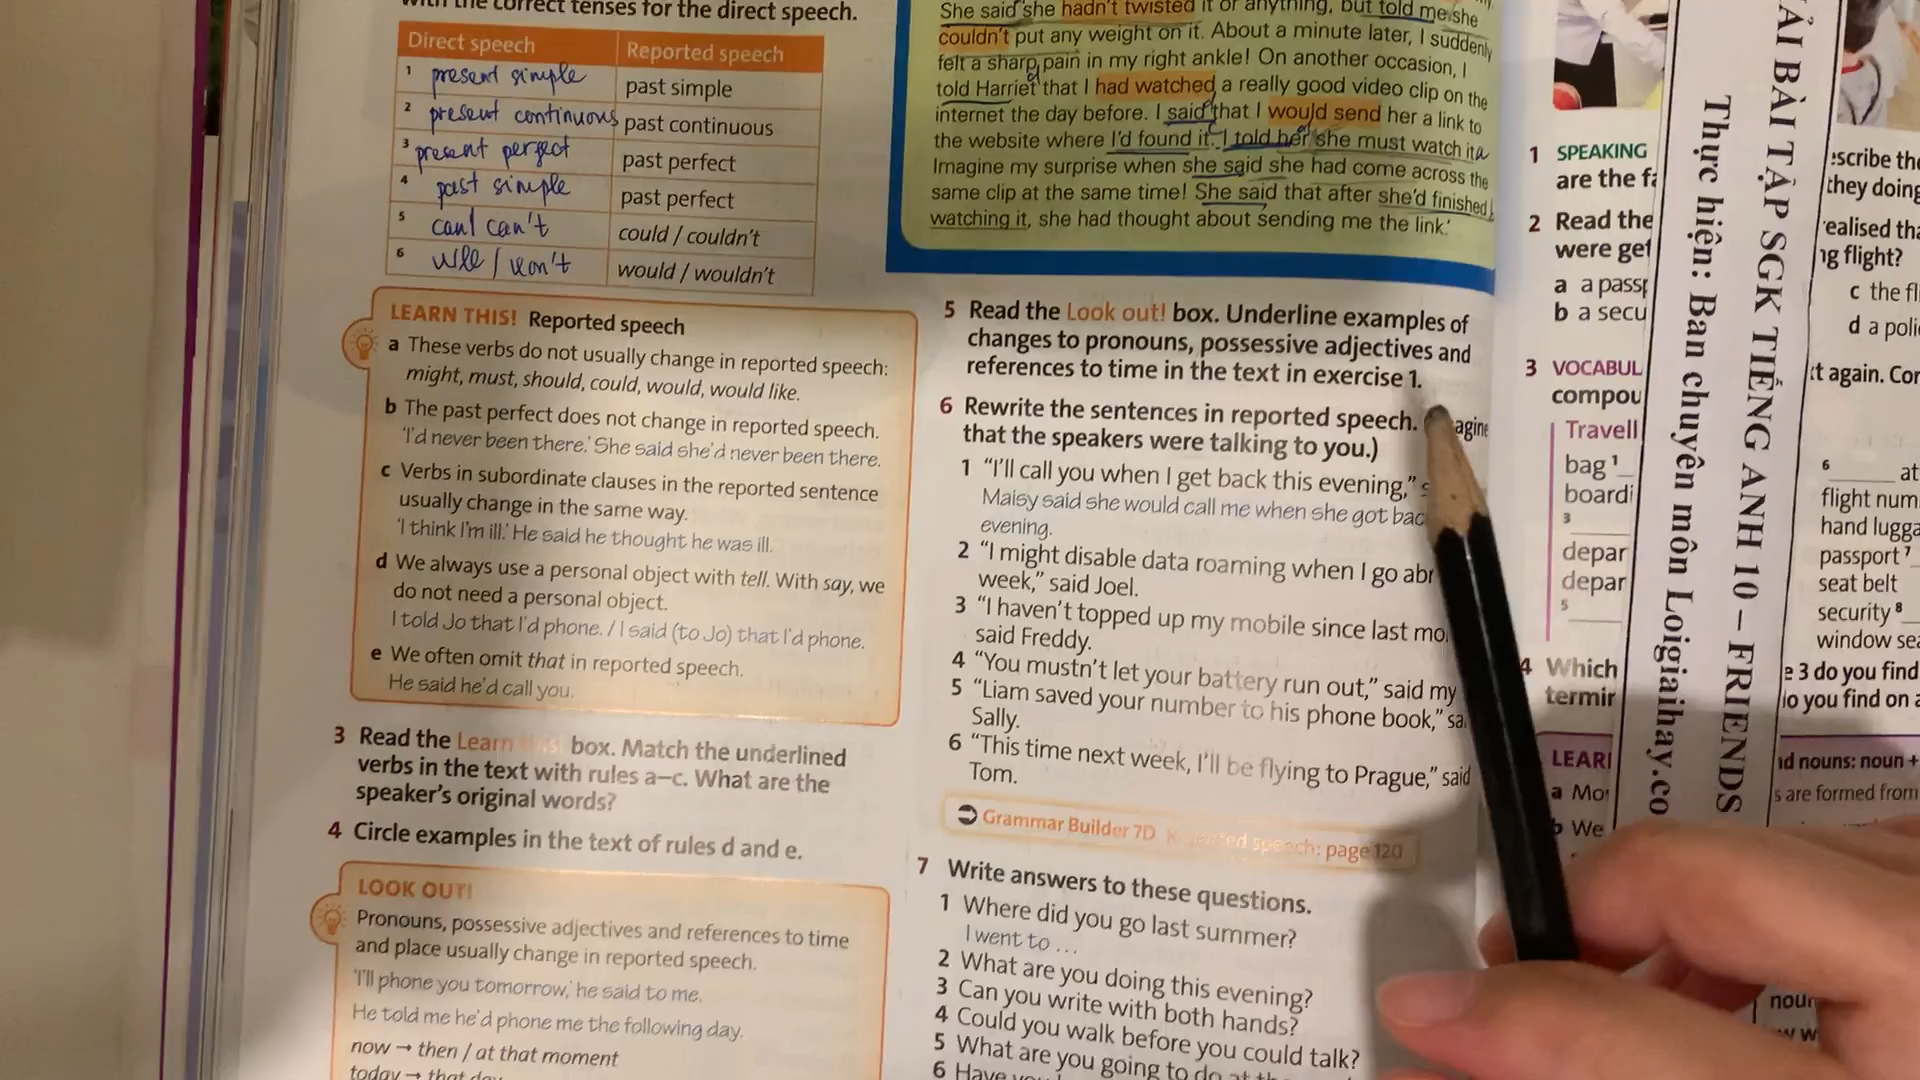 with the correct tenses for the direct speech.
Direct speech Reported speech
1 present simple past simple
2 present continuous past continuous
3 present perfect past perfect
4 past simple past perfect
5 can/ can't could / couldn't
6 will / won't would / wouldn't
LEARN THIS! Reported speech
a These verbs do not usually change in reported speech:
might, must, should, could, would, would like.
b The past perfect does not change in reported speech.
'I'd never been there.' She said she'd never been there.
c Verbs in subordinate clauses in the reported sentence
usually change in the same way.
'I think I'm ill.' He said he thought he was ill.
d We always use a personal object with tell. With say, we
do not need a personal object.
I told Jo that I'd phone. / I said (to Jo) that I'd phone.
e We often omit that in reported speech.
He said he'd call you.
3 Read the Learn this! box. Match the underlined
verbs in the text with rules a–c. What are the
speaker's original words?
4 Circle examples in the text of rules d and e.
LOOK OUT!
Pronouns, possessive adjectives and references to time
and place usually change in reported speech.
'I'll phone you tomorrow,' he said to me.
He told me he'd phone me the following day.
now → then / at that moment
today → that day
She said she hadn't twisted it or anything, but told me she
couldn't put any weight on it. About a minute later, I suddenly
felt a sharp pain in my right ankle! On another occasion, I
told Harriet that I had watched a really good video clip on the
internet the day before. I said that I would send her a link to
the website where I'd found it. I told her she must watch it.
Imagine my surprise when she said she had come across the
same clip at the same time! She said that after she'd finished
watching it, she had thought about sending me the link.'
5 Read the Look out! box. Underline examples of
changes to pronouns, possessive adjectives and
references to time in the text in exercise 1.
6 Rewrite the sentences in reported speech. agine
that the speakers were talking to you.)
1 "I'll call you when I get back this evening,"
Maisy said she would call me when she got bac
evening.
2 "I might disable data roaming when I go abr
week," said Joel.
3 "I haven't topped up my mobile since last mo
said Freddy.
4 "You mustn't let your battery run out," said my
5 "Liam saved your number to his phone book," sa
Sally.
6 "This time next week, I'll be flying to Prague," said
Tom.
Grammar Builder 7D Reported speech: page 120
7 Write answers to these questions.
1 Where did you go last summer?
I went to ...
2 What are you doing this evening?
3 Can you write with both hands?
4 Could you walk before you could talk?
5 What are you going to do at
6 Have
1 SPEAKING
are the fa
2 Read the
were get
a a passp
b a secu
3 VOCABUL
compou
Travell
bag 1
boardi
3
depar
depar
5
4 Which
termir
LEARI
a Mo
b We
ẢI BÀI TẬP SGK TIẾNG ANH 10 – FRIENDS
Thực hiện: Ban chuyên môn Loigiaihay.co
escribe the
they doing
realised tha
ng flight?
c the fl
d a poli
t again. Cor
6 at
flight num
hand lugga
passport 7
seat belt
security 8
window sea
e 3 do you find
o you find on a
nd nouns: noun +
s are formed from
noun